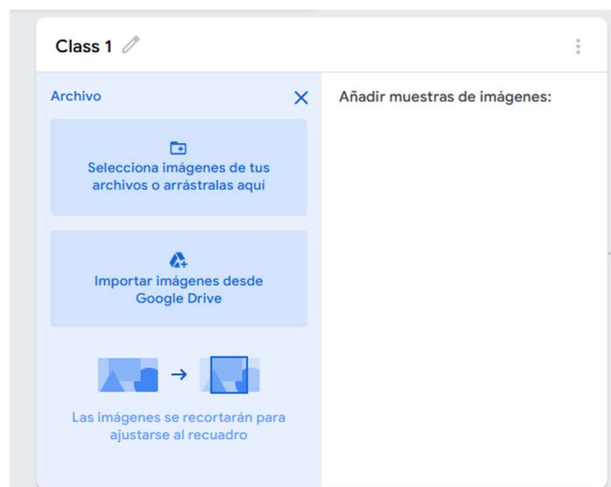 Class 1
Archivo
Añadir muestras de imágenes:
Selecciona imágenes de tus
archivos o arrástralas aquí
Importar imágenes desde
Google Drive
Las imágenes se recortarán para
ajustarse al recuadro